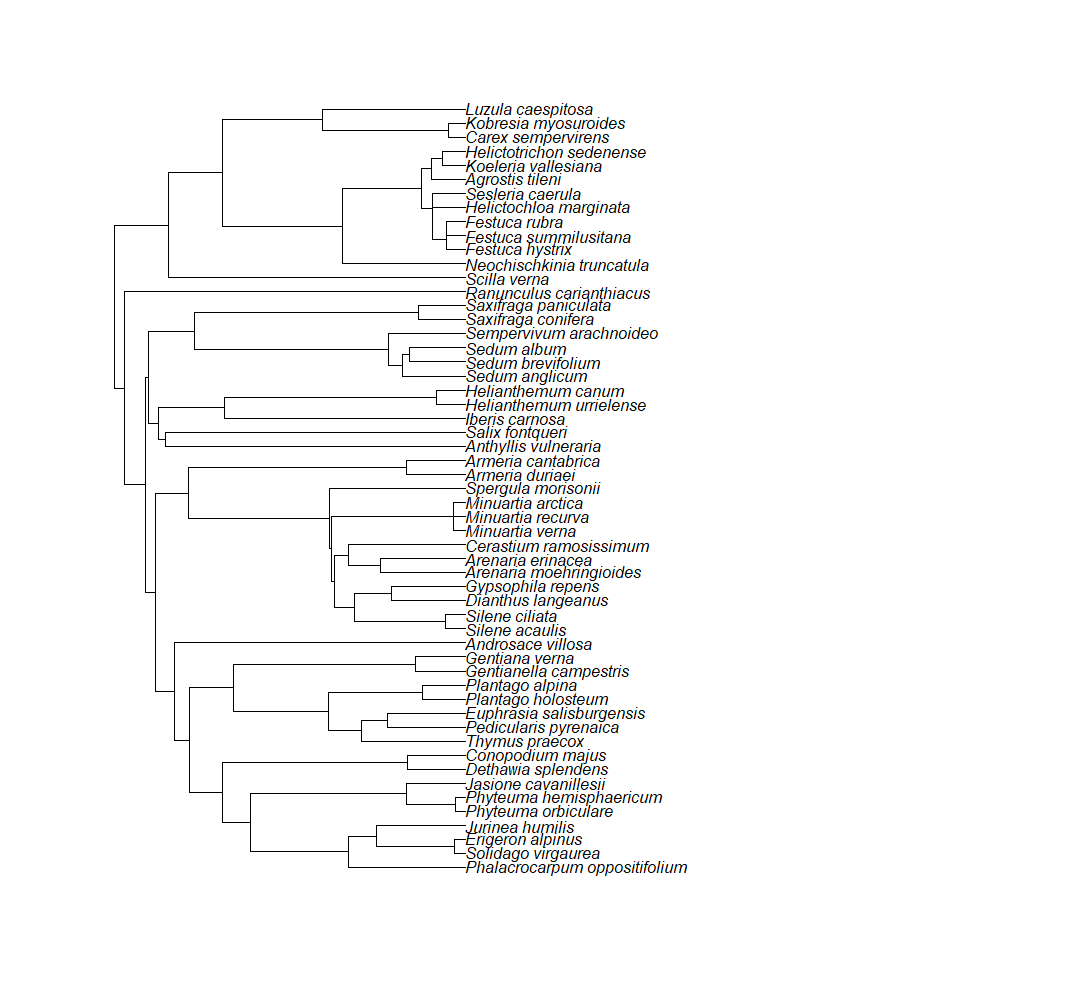 Luzula caespitosa
Kobresia myosuroides
Carex sempervirens
Helictotrichon sedenense
Koeleria vallesiana
Agrostis tileni
Sesleria caerula
Helictochloa marginata
Festuca rubra
Festuca summilusitana
Festuca hystrix
Neochischkinia truncatula
Scilla verna
Ranunculus carianthiacus
Saxifraga paniculata
Saxifraga conifera
Sempervivum arachnoideo
Sedum album
Sedum brevifolium
Sedum anglicum
Helianthemum canum
Helianthemum urrielense
Iberis carnosa
Salix fontqueri
Anthyllis vulneraria
Armeria cantabrica
Armeria duriaei
Spergula morisonii
Minuartia arctica
Minuartia recurva
Minuartia verna
Cerastium ramosissimum
Arenaria erinacea
Arenaria moehringioides
Gypsophila repens
Dianthus langeanus
Silene ciliata
Silene acaulis
Androsace villosa
Gentiana verna
Gentianella campestris
Plantago alpina
Plantago holosteum
Euphrasia salisburgensis
Pedicularis pyrenaica
Thymus praecox
Conopodium majus
Dethawia splendens
Jasione cavanillesii
Phyteuma hemisphaericum
Phyteuma orbiculare
Jurinea humilis
Erigeron alpinus
Solidago virgaurea
Phalacrocarpum oppositifolium